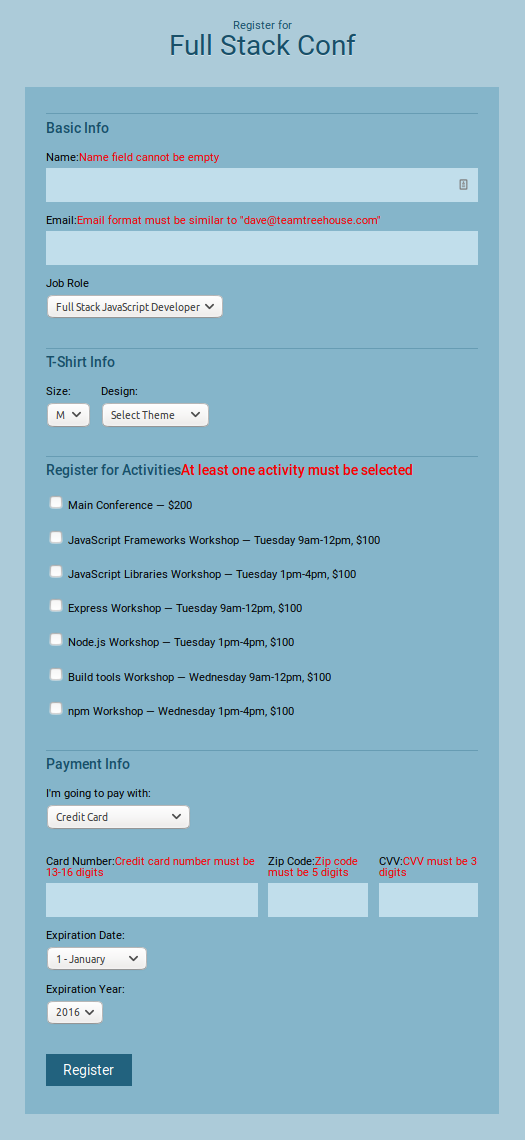 Register for
Full Stack Conf
Basic Info
Name:Name field cannot be empty
Email:Email format must be similar to "dave@teamtreehouse.com"
Job Role
Full Stack JavaScript Developer
T-Shirt Info
Size: Design:
M Select Theme
Register for ActivitiesAt least one activity must be selected
Main Conference — $200
JavaScript Frameworks Workshop — Tuesday 9am-12pm, $100
JavaScript Libraries Workshop — Tuesday 1pm-4pm, $100
Express Workshop — Tuesday 9am-12pm, $100
Node.js Workshop — Tuesday 1pm-4pm, $100
Build tools Workshop — Wednesday 9am-12pm, $100
npm Workshop — Wednesday 1pm-4pm, $100
Payment Info
I'm going to pay with:
Credit Card
Card Number:Credit card number must be
13-16 digits
Zip Code:Zip code
must be 5 digits
CVV:CVV must be 3
digits
Expiration Date:
1 - January
Expiration Year:
2016
Register